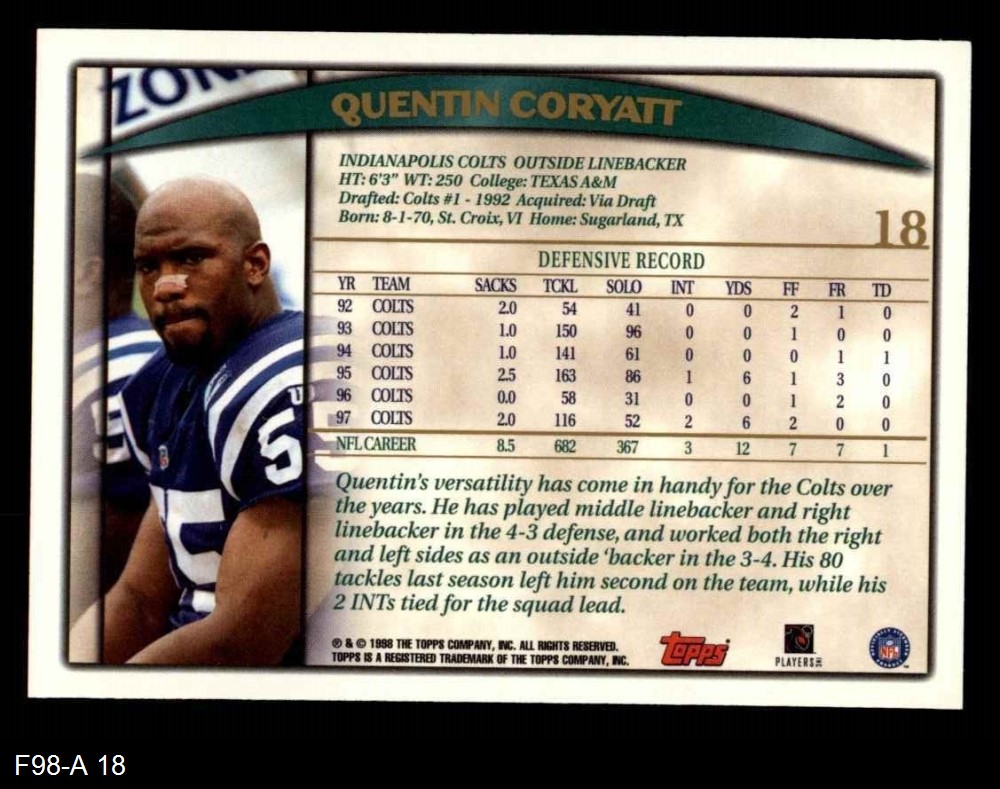 ZON
QUENTIN CORYATT
INDIANAPOLIS COLTS OUTSIDE LINEBACKER
HT: 6'3" WT: 250 College: TEXAS A&M
Drafted: Colts #1 - 1992 Acquired: Via Draft
Born: 8-1-70, St. Croix, VI Home: Sugarland, TX
18
DEFENSIVE RECORD
YR TEAM SACKS TCKL SOLO INT YDS FF FR TD
92 COLTS 2.0 54 41 0 0 2 1 0
93 COLTS 1.0 150 96 0 0 1 0 0
94 COLTS 1.0 141 61 0 0 0 1 1
95 COLTS 2.5 163 86 1 6 1 3 0
96 COLTS 0.0 58 31 0 0 1 2 0
97 COLTS 2.0 116 52 2 6 2 0 0
NFL CAREER 8.5 682 367 3 12 7 7 1
Quentin's versatility has come in handy for the Colts over
the years. He has played middle linebacker and right
linebacker in the 4-3 defense, and worked both the right
and left sides as an outside 'backer in the 3-4. His 80
tackles last season left him second on the team, while his
2 INTs tied for the squad lead.
5
55
℗ & © 1998 THE TOPPS COMPANY, INC. ALL RIGHTS RESERVED.
TOPPS IS A REGISTERED TRADEMARK OF THE TOPPS COMPANY, INC.
Topps
PLAYERS INC
NFL
F98-A 18